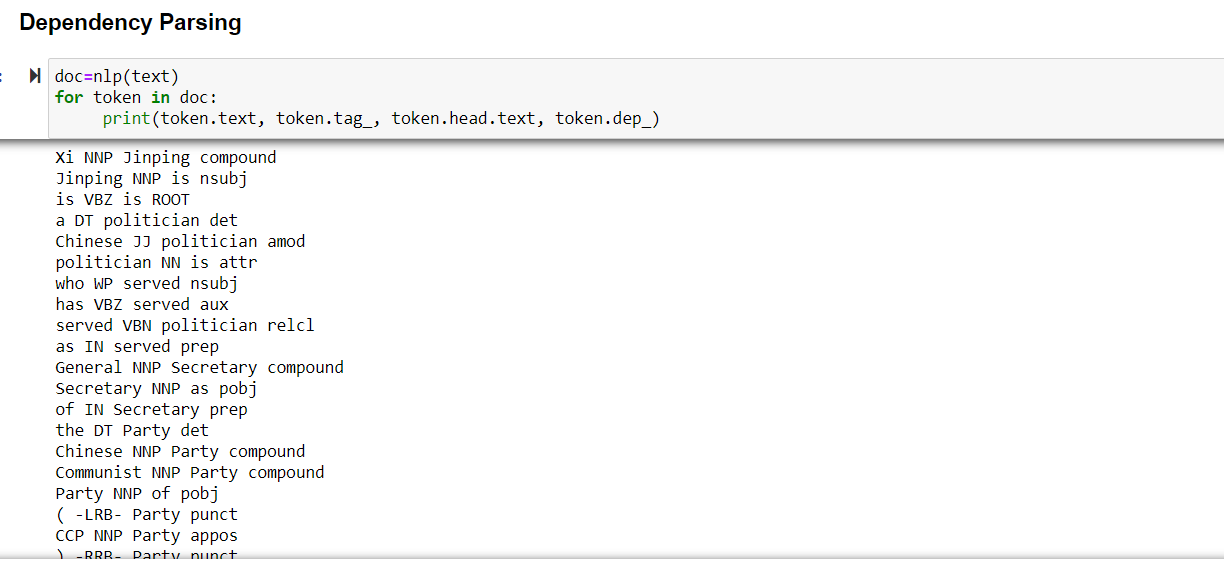 Dependency Parsing
:
doc=nlp(text)
for token in doc:
     print(token.text, token.tag_, token.head.text, token.dep_)
Xi NNP Jinping compound
Jinping NNP is nsubj
is VBZ is ROOT
a DT politician det
Chinese JJ politician amod
politician NN is attr
who WP served nsubj
has VBZ served aux
served VBN politician relcl
as IN served prep
General NNP Secretary compound
Secretary NNP as pobj
of IN Secretary prep
the DT Party det
Chinese NNP Party compound
Communist NNP Party compound
Party NNP of pobj
( -LRB- Party punct
CCP NNP Party appos
) -RRB- Party punct